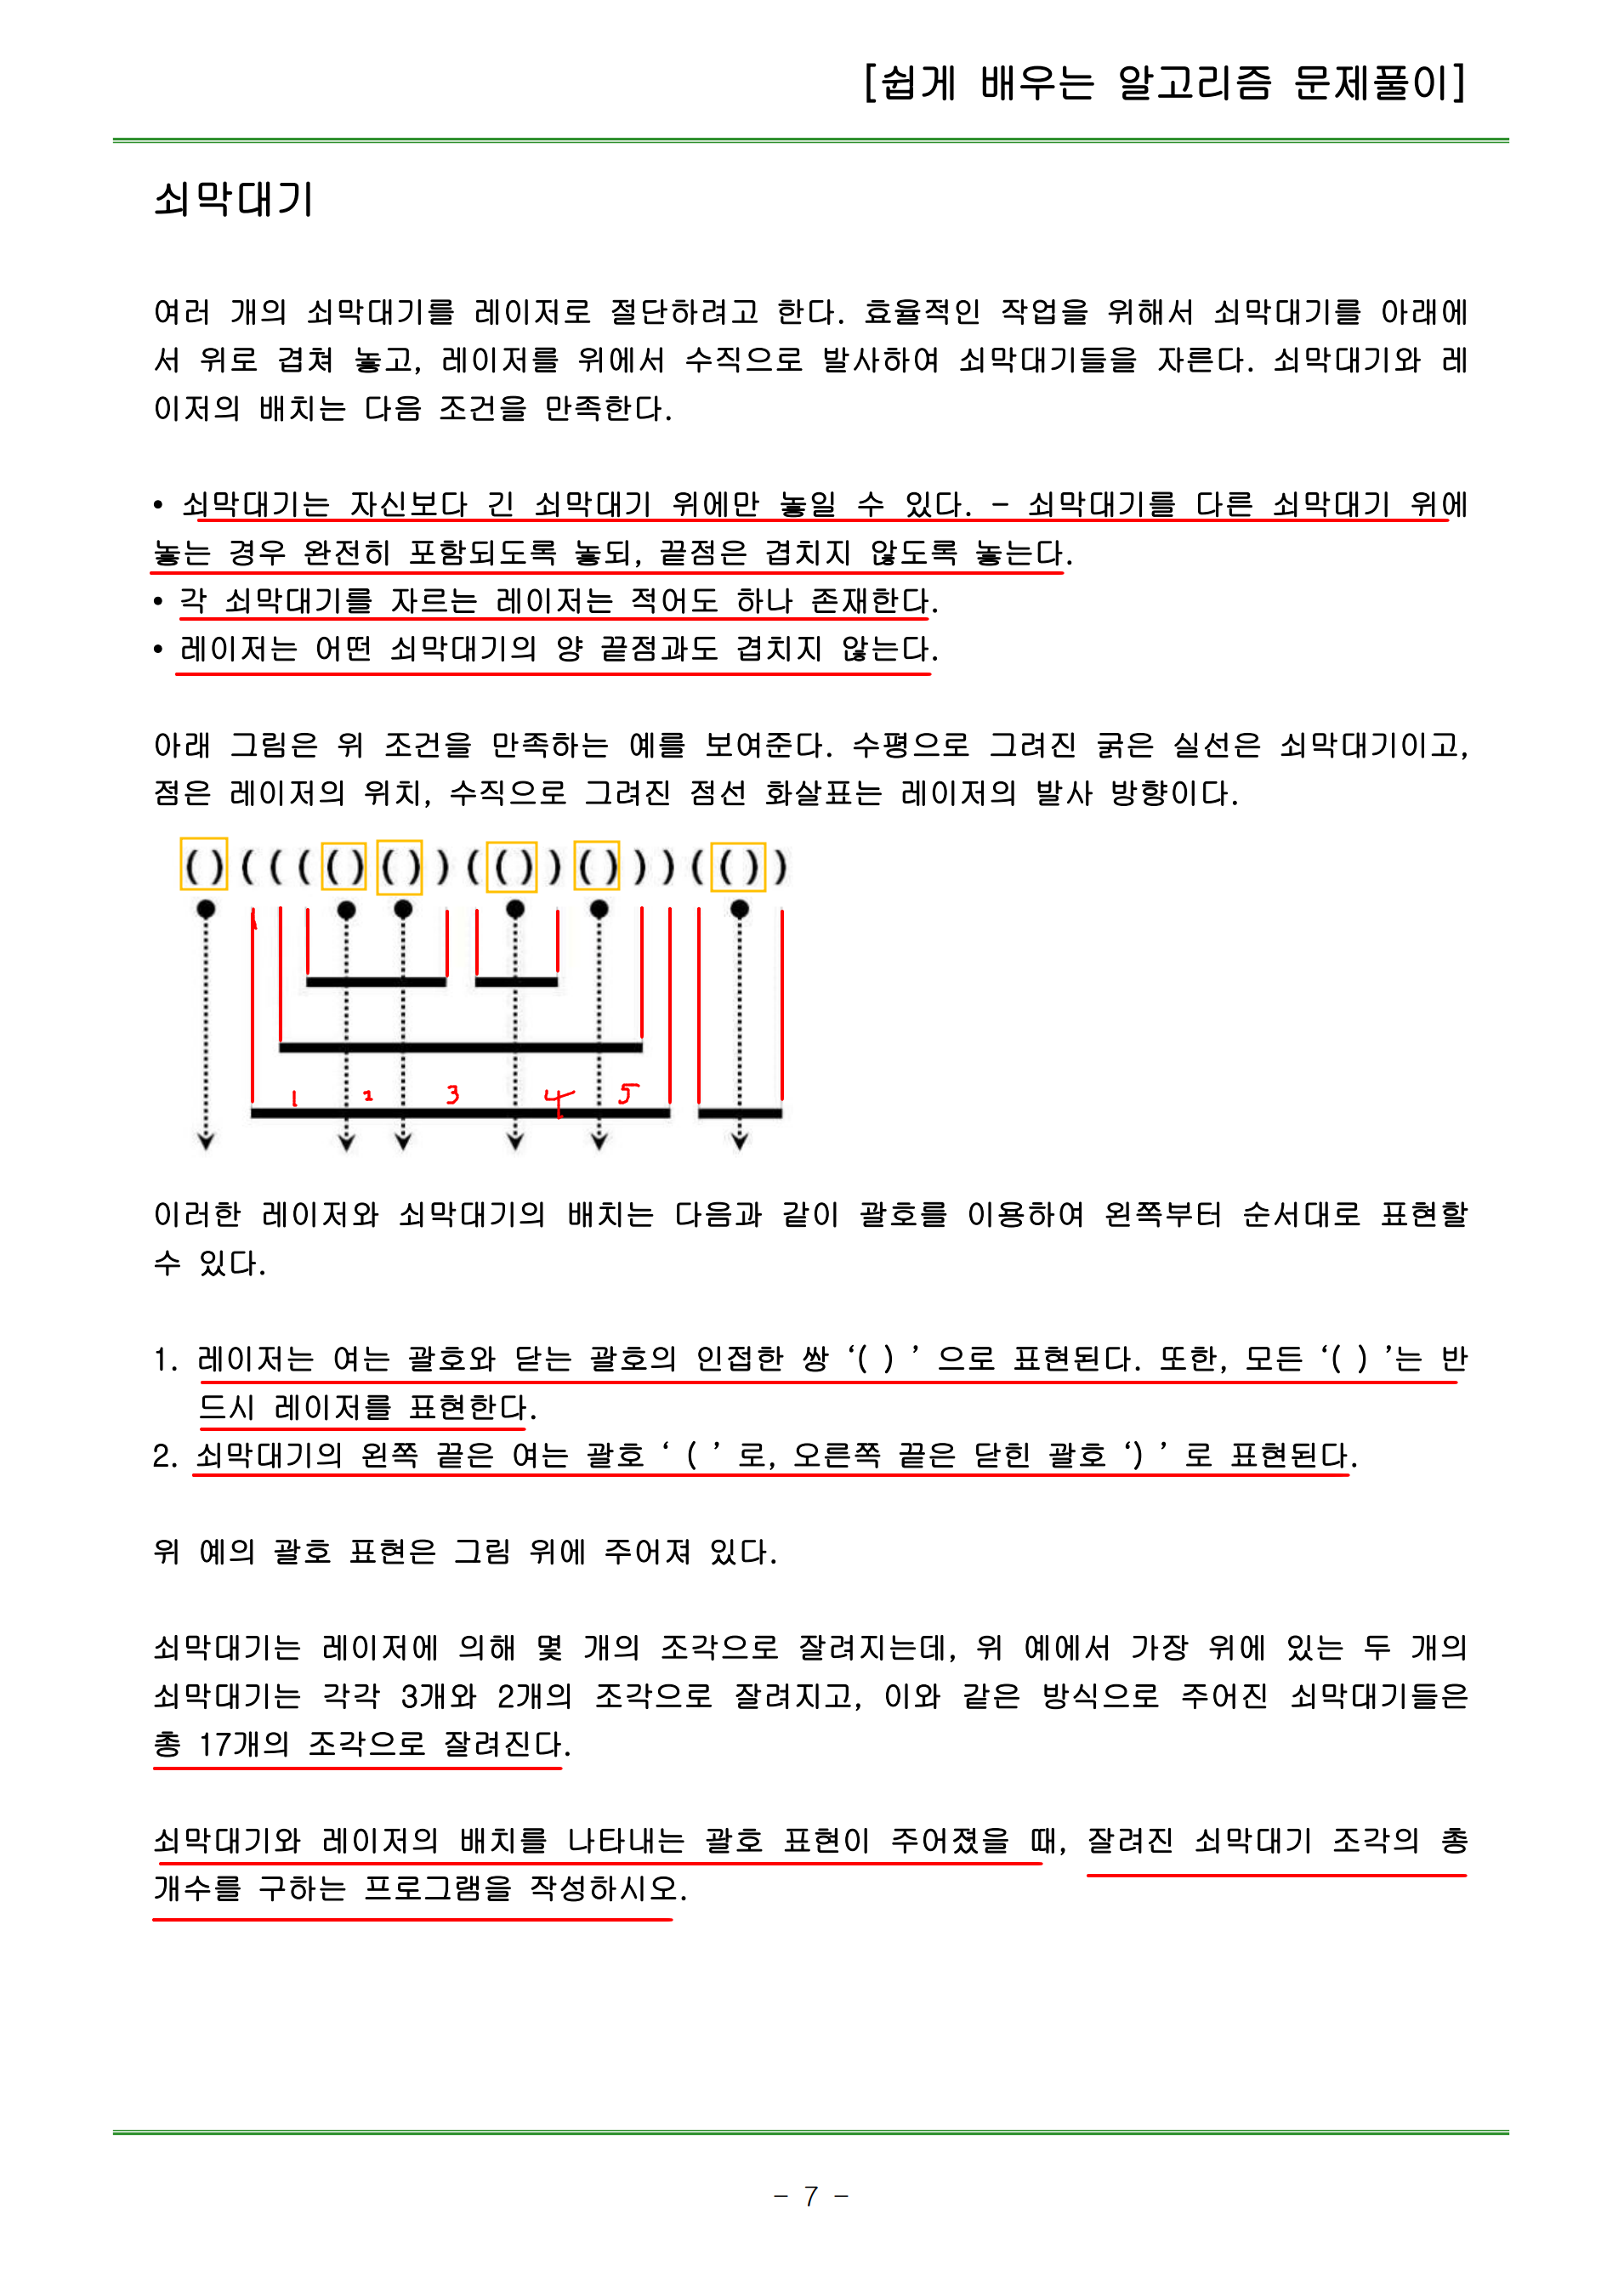 [쉽게 배우는 알고리즘 문제풀이]
쇠막대기
여러 개의 쇠막대기를 레이저로 절단하려고 한다. 효율적인 작업을 위해서 쇠막대기를 아래에
서 위로 겹쳐 놓고, 레이저를 위에서 수직으로 발사하여 쇠막대기들을 자른다. 쇠막대기와 레
이저의 배치는 다음 조건을 만족한다.
• 쇠막대기는 자신보다 긴 쇠막대기 위에만 놓일 수 있다. - 쇠막대기를 다른 쇠막대기 위에
놓는 경우 완전히 포함되도록 놓되, 끝점은 겹치지 않도록 놓는다.
• 각 쇠막대기를 자르는 레이저는 적어도 하나 존재한다.
• 레이저는 어떤 쇠막대기의 양 끝점과도 겹치지 않는다.
아래 그림은 위 조건을 만족하는 예를 보여준다. 수평으로 그려진 굵은 실선은 쇠막대기이고,
점은 레이저의 위치, 수직으로 그려진 점선 화살표는 레이저의 발사 방향이다.
()(((()())(())()))(())
1 2 3 4 5
이러한 레이저와 쇠막대기의 배치는 다음과 같이 괄호를 이용하여 왼쪽부터 순서대로 표현할
수 있다.
1. 레이저는 여는 괄호와 닫는 괄호의 인접한 쌍 ‘( ) ’ 으로 표현된다. 또한, 모든 ‘( ) ’는 반
드시 레이저를 표현한다.
2. 쇠막대기의 왼쪽 끝은 여는 괄호 ‘ ( ’ 로, 오른쪽 끝은 닫힌 괄호 ‘) ’ 로 표현된다.
위 예의 괄호 표현은 그림 위에 주어져 있다.
쇠막대기는 레이저에 의해 몇 개의 조각으로 잘려지는데, 위 예에서 가장 위에 있는 두 개의
쇠막대기는 각각 3개와 2개의 조각으로 잘려지고, 이와 같은 방식으로 주어진 쇠막대기들은
총 17개의 조각으로 잘려진다.
쇠막대기와 레이저의 배치를 나타내는 괄호 표현이 주어졌을 때, 잘려진 쇠막대기 조각의 총
개수를 구하는 프로그램을 작성하시오.
- 7 -